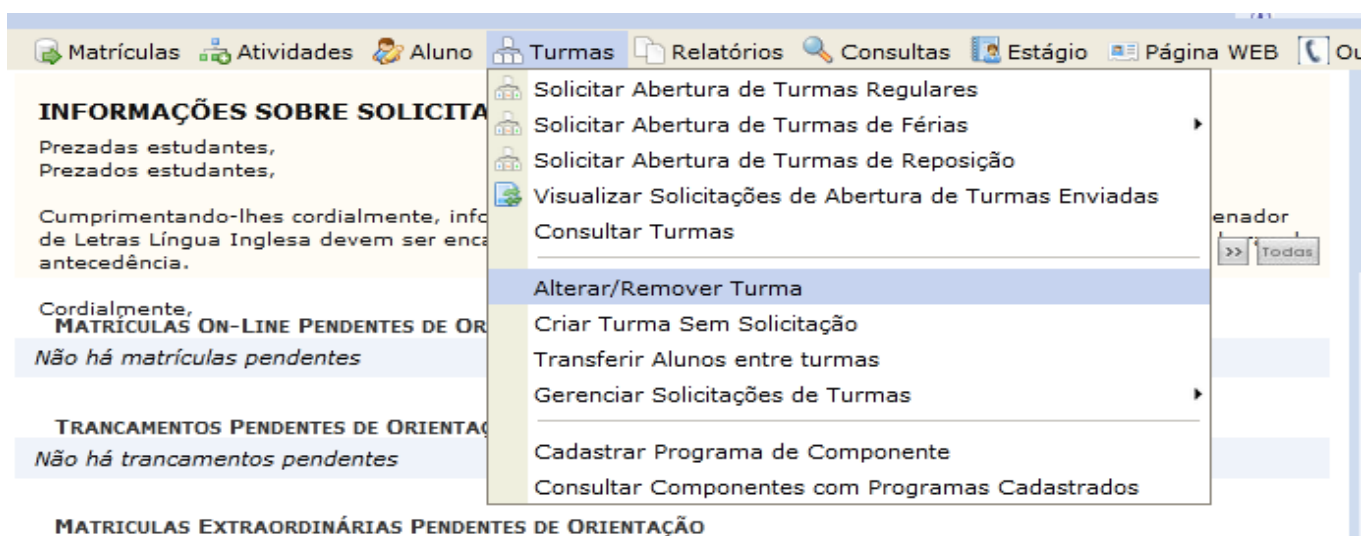 Matrículas Atividades Aluno Turmas Relatórios Consultas Estágio Página WEB Ou
INFORMAÇÕES SOBRE SOLICITA
Prezadas estudantes,
Prezados estudantes,
Cumprimentando-lhes cordialmente, info
enador
de Letras Língua Inglesa devem ser enca
>> Todas
antecedência.
Cordialmente,
Solicitar Abertura de Turmas Regulares
Solicitar Abertura de Turmas de Férias
Solicitar Abertura de Turmas de Reposição
Visualizar Solicitações de Abertura de Turmas Enviadas
Consultar Turmas
Alterar/Remover Turma
Criar Turma Sem Solicitação
Transferir Alunos entre turmas
Gerenciar Solicitações de Turmas
Cadastrar Programa de Componente
Consultar Componentes com Programas Cadastrados
MATRÍCULAS ON-LINE PENDENTES DE OR
Não há matrículas pendentes
TRANCAMENTOS PENDENTES DE ORIENTAÇ
Não há trancamentos pendentes
MATRICULAS EXTRAORDINÁRIAS PENDENTES DE ORIENTAÇÃO